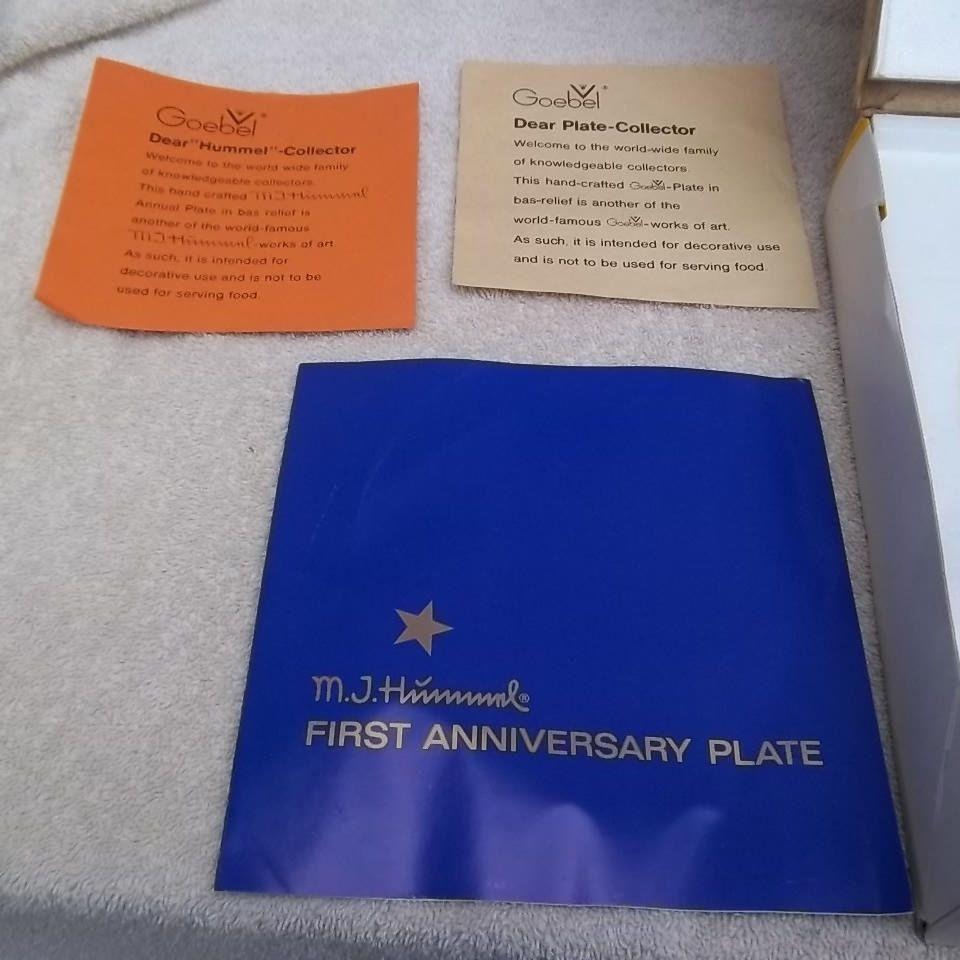 Goebel®
Dear "Hummel"-Collector
Welcome to the world wide family
of knowledgeable collectors.
This hand crafted M.J.Hummel
Annual Plate in bas relief is
another of the world-famous
M.J.Hummel-works of art
As such, it is intended for
decorative use and is not to be
used for serving food.
Goebel®
Dear Plate-Collector
Welcome to the world-wide family
of knowledgeable collectors.
This hand-crafted Goebel-Plate in
bas-relief is another of the
world-famous Goebel-works of art.
As such, it is intended for decorative use
and is not to be used for serving food.
M.J.Hummel®
FIRST ANNIVERSARY PLATE